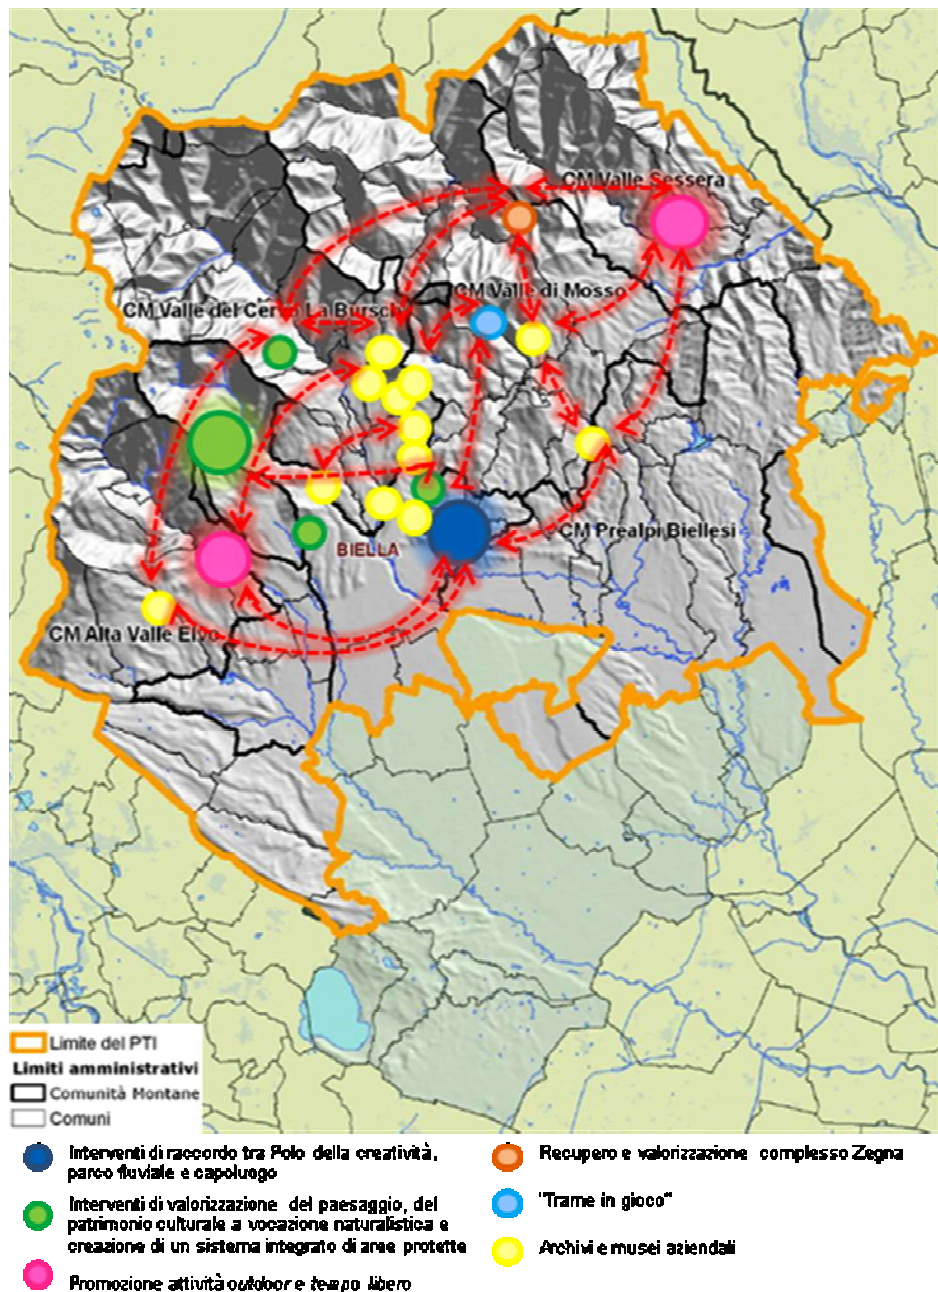 CM Valle Sessera
CM Valle di Mosso
CM Valle del Cervo La Bursch
CM Prealpi Biellesi
BIELLA
CM Alta Valle Elvo
Limite del PTI
Limiti amministrativi
Comunità Montane
Comuni
Interventi di raccordo tra Polo della creatività,
parco fluviale e capoluogo
Interventi di valorizzazione del paesaggio, del
patrimonio culturale a vocazione naturalistica e
creazione di un sistema integrato di aree protette
Promozione attività outdoor e tempo libero
Recupero e valorizzazione complesso Zegna
"Trame in gioco"
Archivi e musei aziendali